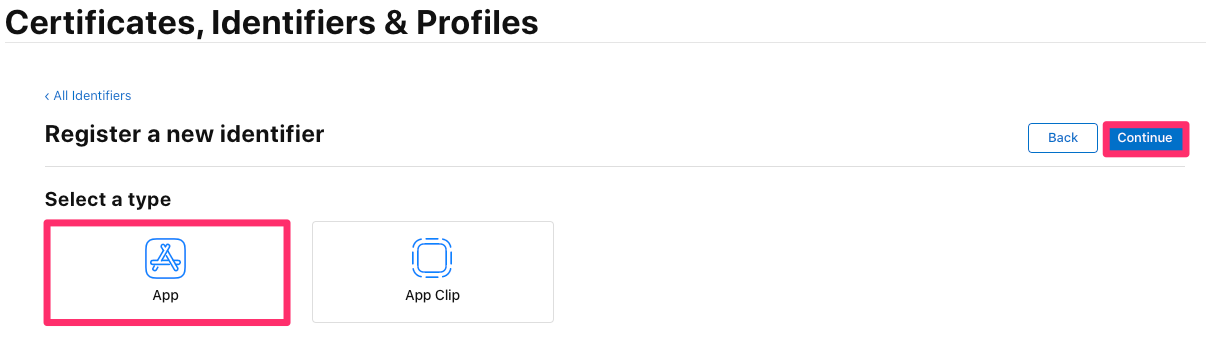 Certificates, Identifiers & Profiles
‹ All Identifiers
Register a new identifier
Back
Continue
Select a type
App
App Clip